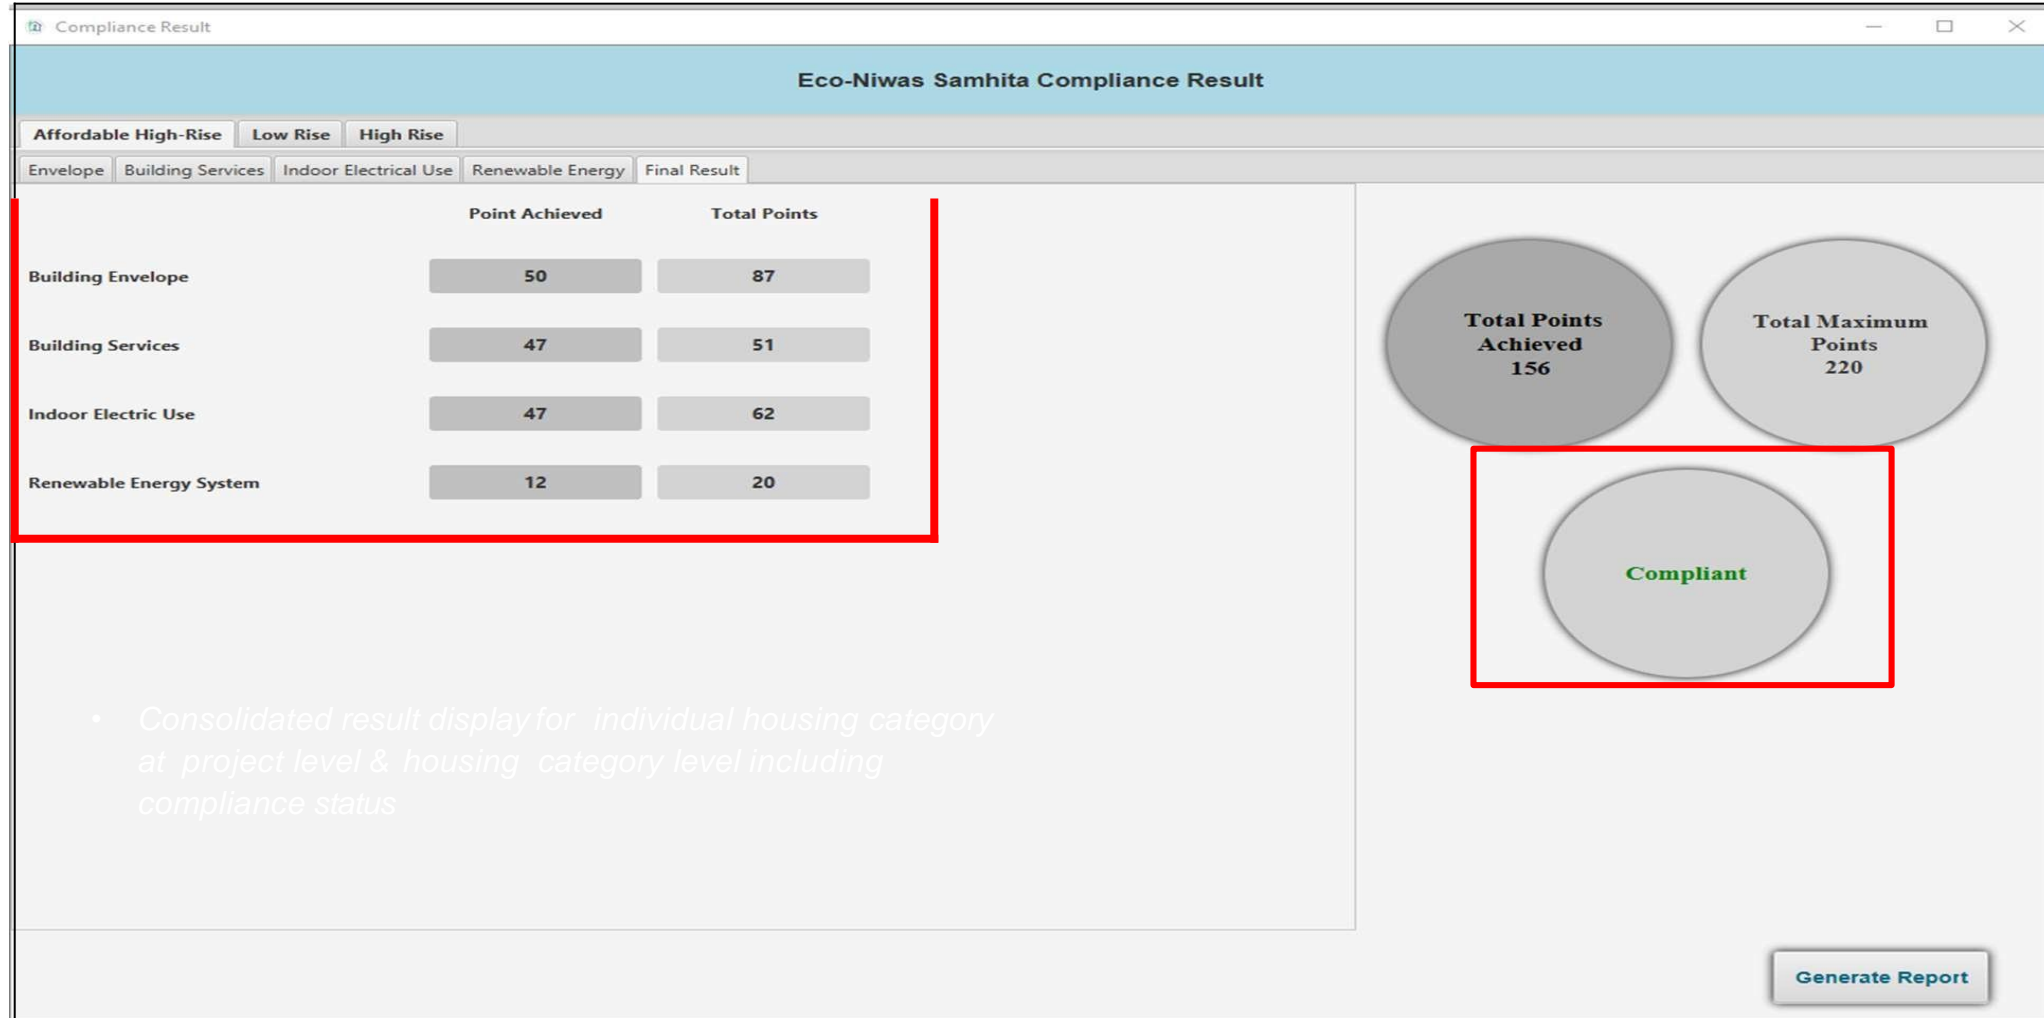 Compliance Result
Eco-Niwas Samhita Compliance Result
Affordable High-Rise Low Rise High Rise
Envelope Building Services Indoor Electrical Use Renewable Energy Final Result
Point Achieved Total Points
Building Envelope 50 87
Building Services 47 51
Indoor Electric Use 47 62
Renewable Energy System 12 20
Total Points
Achieved
156
Total Maximum
Points
220
Compliant
• Consolidated result display for individual housing category
at project level & housing category level including
compliance status
Generate Report